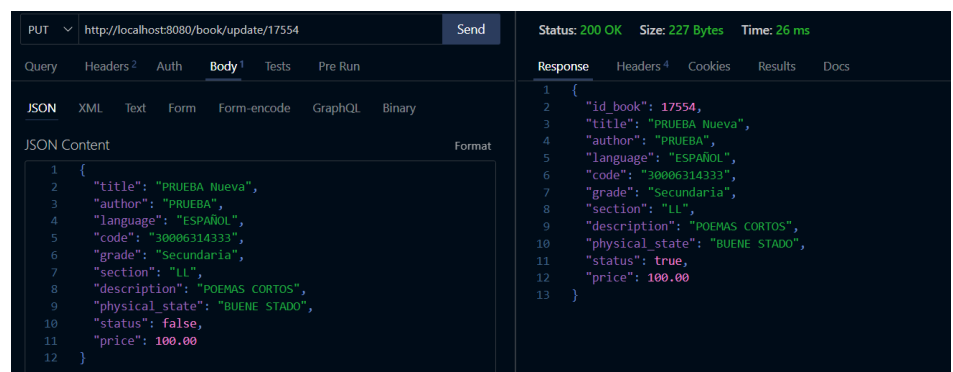 PUT http://localhost:8080/book/update/17554 Send
Query Headers 2 Auth Body 1 Tests Pre Run
JSON XML Text Form Form-encode GraphQL Binary
JSON Content Format
1 {
2 "title": "PRUEBA Nueva",
3 "author": "PRUEBA",
4 "language": "ESPAÑOL",
5 "code": "30006314333",
6 "grade": "Secundaria",
7 "section": "LL",
8 "description": "POEMAS CORTOS",
9 "physical_state": "BUENE STADO",
10 "status": false,
11 "price": 100.00
12 }
Status: 200 OK Size: 227 Bytes Time: 26 ms
Response Headers 4 Cookies Results Docs
1 {
2 "id_book": 17554,
3 "title": "PRUEBA Nueva",
4 "author": "PRUEBA",
5 "language": "ESPAÑOL",
6 "code": "30006314333",
7 "grade": "Secundaria",
8 "section": "LL",
9 "description": "POEMAS CORTOS",
10 "physical_state": "BUENE STADO",
11 "status": true,
12 "price": 100.00
13 }